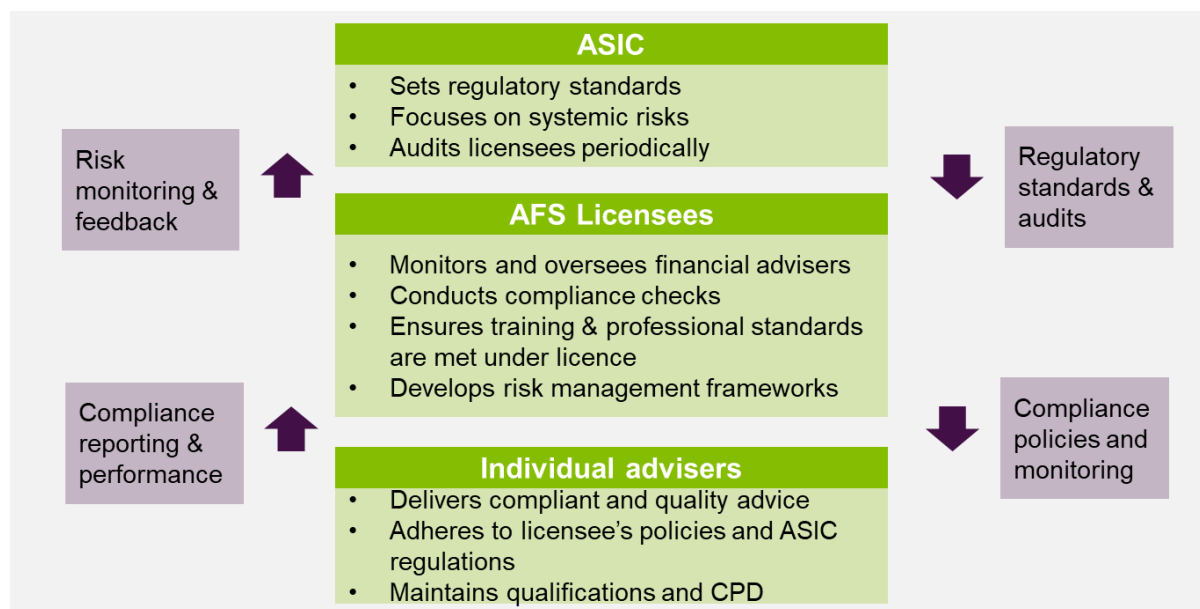 ASIC
• Sets regulatory standards
• Focuses on systemic risks
• Audits licensees periodically
Risk
monitoring &
feedback
Regulatory
standards &
audits
AFS Licensees
• Monitors and oversees financial advisers
• Conducts compliance checks
• Ensures training & professional standards
are met under licence
• Develops risk management frameworks
Compliance
reporting &
performance
Compliance
policies and
monitoring
Individual advisers
• Delivers compliant and quality advice
• Adheres to licensee’s policies and ASIC
regulations
• Maintains qualifications and CPD